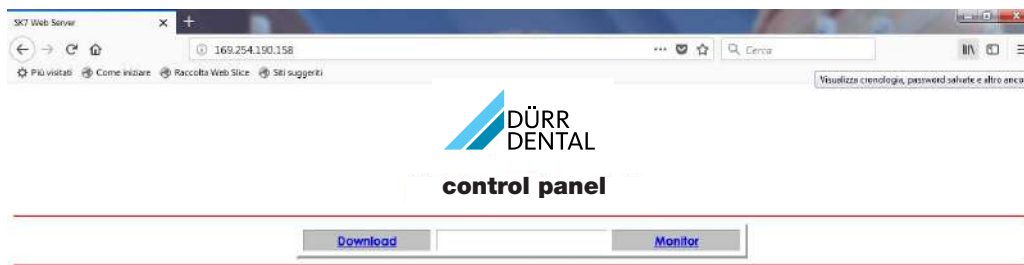 SK7 Web Server
169.254.190.158
Cerca
Più visitati Come iniziare Raccolta Web Slice Siti suggeriti
Visualizza cronologia, password salvate e altro anco
DÜRR
DENTAL
control panel
Download Monitor